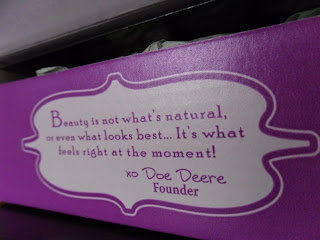 Beauty is not what's natural,
or even what looks best... It's what
feels right at the moment!
xo Doe Deere
Founder